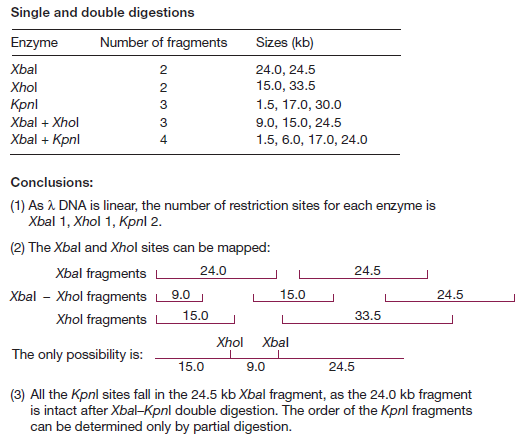 Single and double digestions
Enzyme Number of fragments Sizes (kb)
XbaI 2 24.0, 24.5
XhoI 2 15.0, 33.5
KpnI 3 1.5, 17.0, 30.0
XbaI + XhoI 3 9.0, 15.0, 24.5
XbaI + KpnI 4 1.5, 6.0, 17.0, 24.0
Conclusions:
(1) As λ DNA is linear, the number of restriction sites for each enzyme is
XbaI 1, XhoI 1, KpnI 2.
(2) The XbaI and XhoI sites can be mapped:
XbaI fragments 24.0 24.5
XbaI – XhoI fragments 9.0 15.0 24.5
XhoI fragments 15.0 33.5
XhoI XbaI
The only possibility is:
15.0 9.0 24.5
(3) All the KpnI sites fall in the 24.5 kb XbaI fragment, as the 24.0 kb fragment
is intact after XbaI–KpnI double digestion. The order of the KpnI fragments
can be determined only by partial digestion.